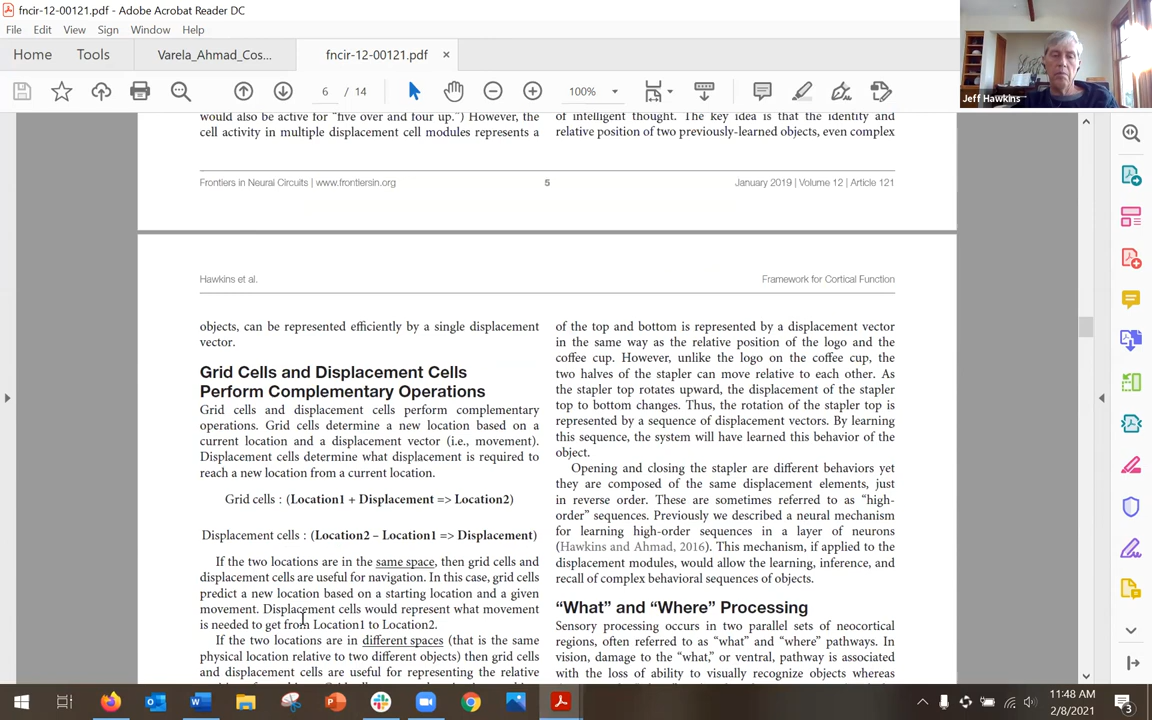 fncir-12-00121.pdf - Adobe Acrobat Reader DC
File Edit View Sign Window Help
Home Tools Varela_Ahmad_Cos... fncir-12-00121.pdf ×
6 / 14 100%
Jeff Hawkins
would also be active for “five over and four up.”) However, the
cell activity in multiple displacement cell modules represents a
of intelligent thought. The key idea is that the identity and
relative position of two previously-learned objects, even complex
Frontiers in Neural Circuits | www.frontiersin.org 5 January 2019 | Volume 12 | Article 121
Hawkins et al. Framework for Cortical Function
objects, can be represented efficiently by a single displacement
vector.
Grid Cells and Displacement Cells
Perform Complementary Operations
Grid cells and displacement cells perform complementary
operations. Grid cells determine a new location based on a
current location and a displacement vector (i.e., movement).
Displacement cells determine what displacement is required to
reach a new location from a current location.
Grid cells : (Location1 + Displacement => Location2)
Displacement cells : (Location2 – Location1 => Displacement)
If the two locations are in the same space, then grid cells and
displacement cells are useful for navigation. In this case, grid cells
predict a new location based on a starting location and a given
movement. Displacement cells would represent what movement
is needed to get from Location1 to Location2.
If the two locations are in different spaces (that is the same
physical location relative to two different objects) then grid cells
and displacement cells are useful for representing the relative
of the top and bottom is represented by a displacement vector
in the same way as the relative position of the logo and the
coffee cup. However, unlike the logo on the coffee cup, the
two halves of the stapler can move relative to each other. As
the stapler top rotates upward, the displacement of the stapler
top to bottom changes. Thus, the rotation of the stapler top is
represented by a sequence of displacement vectors. By learning
this sequence, the system will have learned this behavior of the
object.
Opening and closing the stapler are different behaviors yet
they are composed of the same displacement elements, just
in reverse order. These are sometimes referred to as “high-
order” sequences. Previously we described a neural mechanism
for learning high-order sequences in a layer of neurons
(Hawkins and Ahmad, 2016). This mechanism, if applied to the
displacement modules, would allow the learning, inference, and
recall of complex behavioral sequences of objects.
“What” and “Where” Processing
Sensory processing occurs in two parallel sets of neocortical
regions, often referred to as “what” and “where” pathways. In
vision, damage to the “what,” or ventral, pathway is associated
with the loss of ability to visually recognize objects whereas
11:48 AM
2/8/2021
3